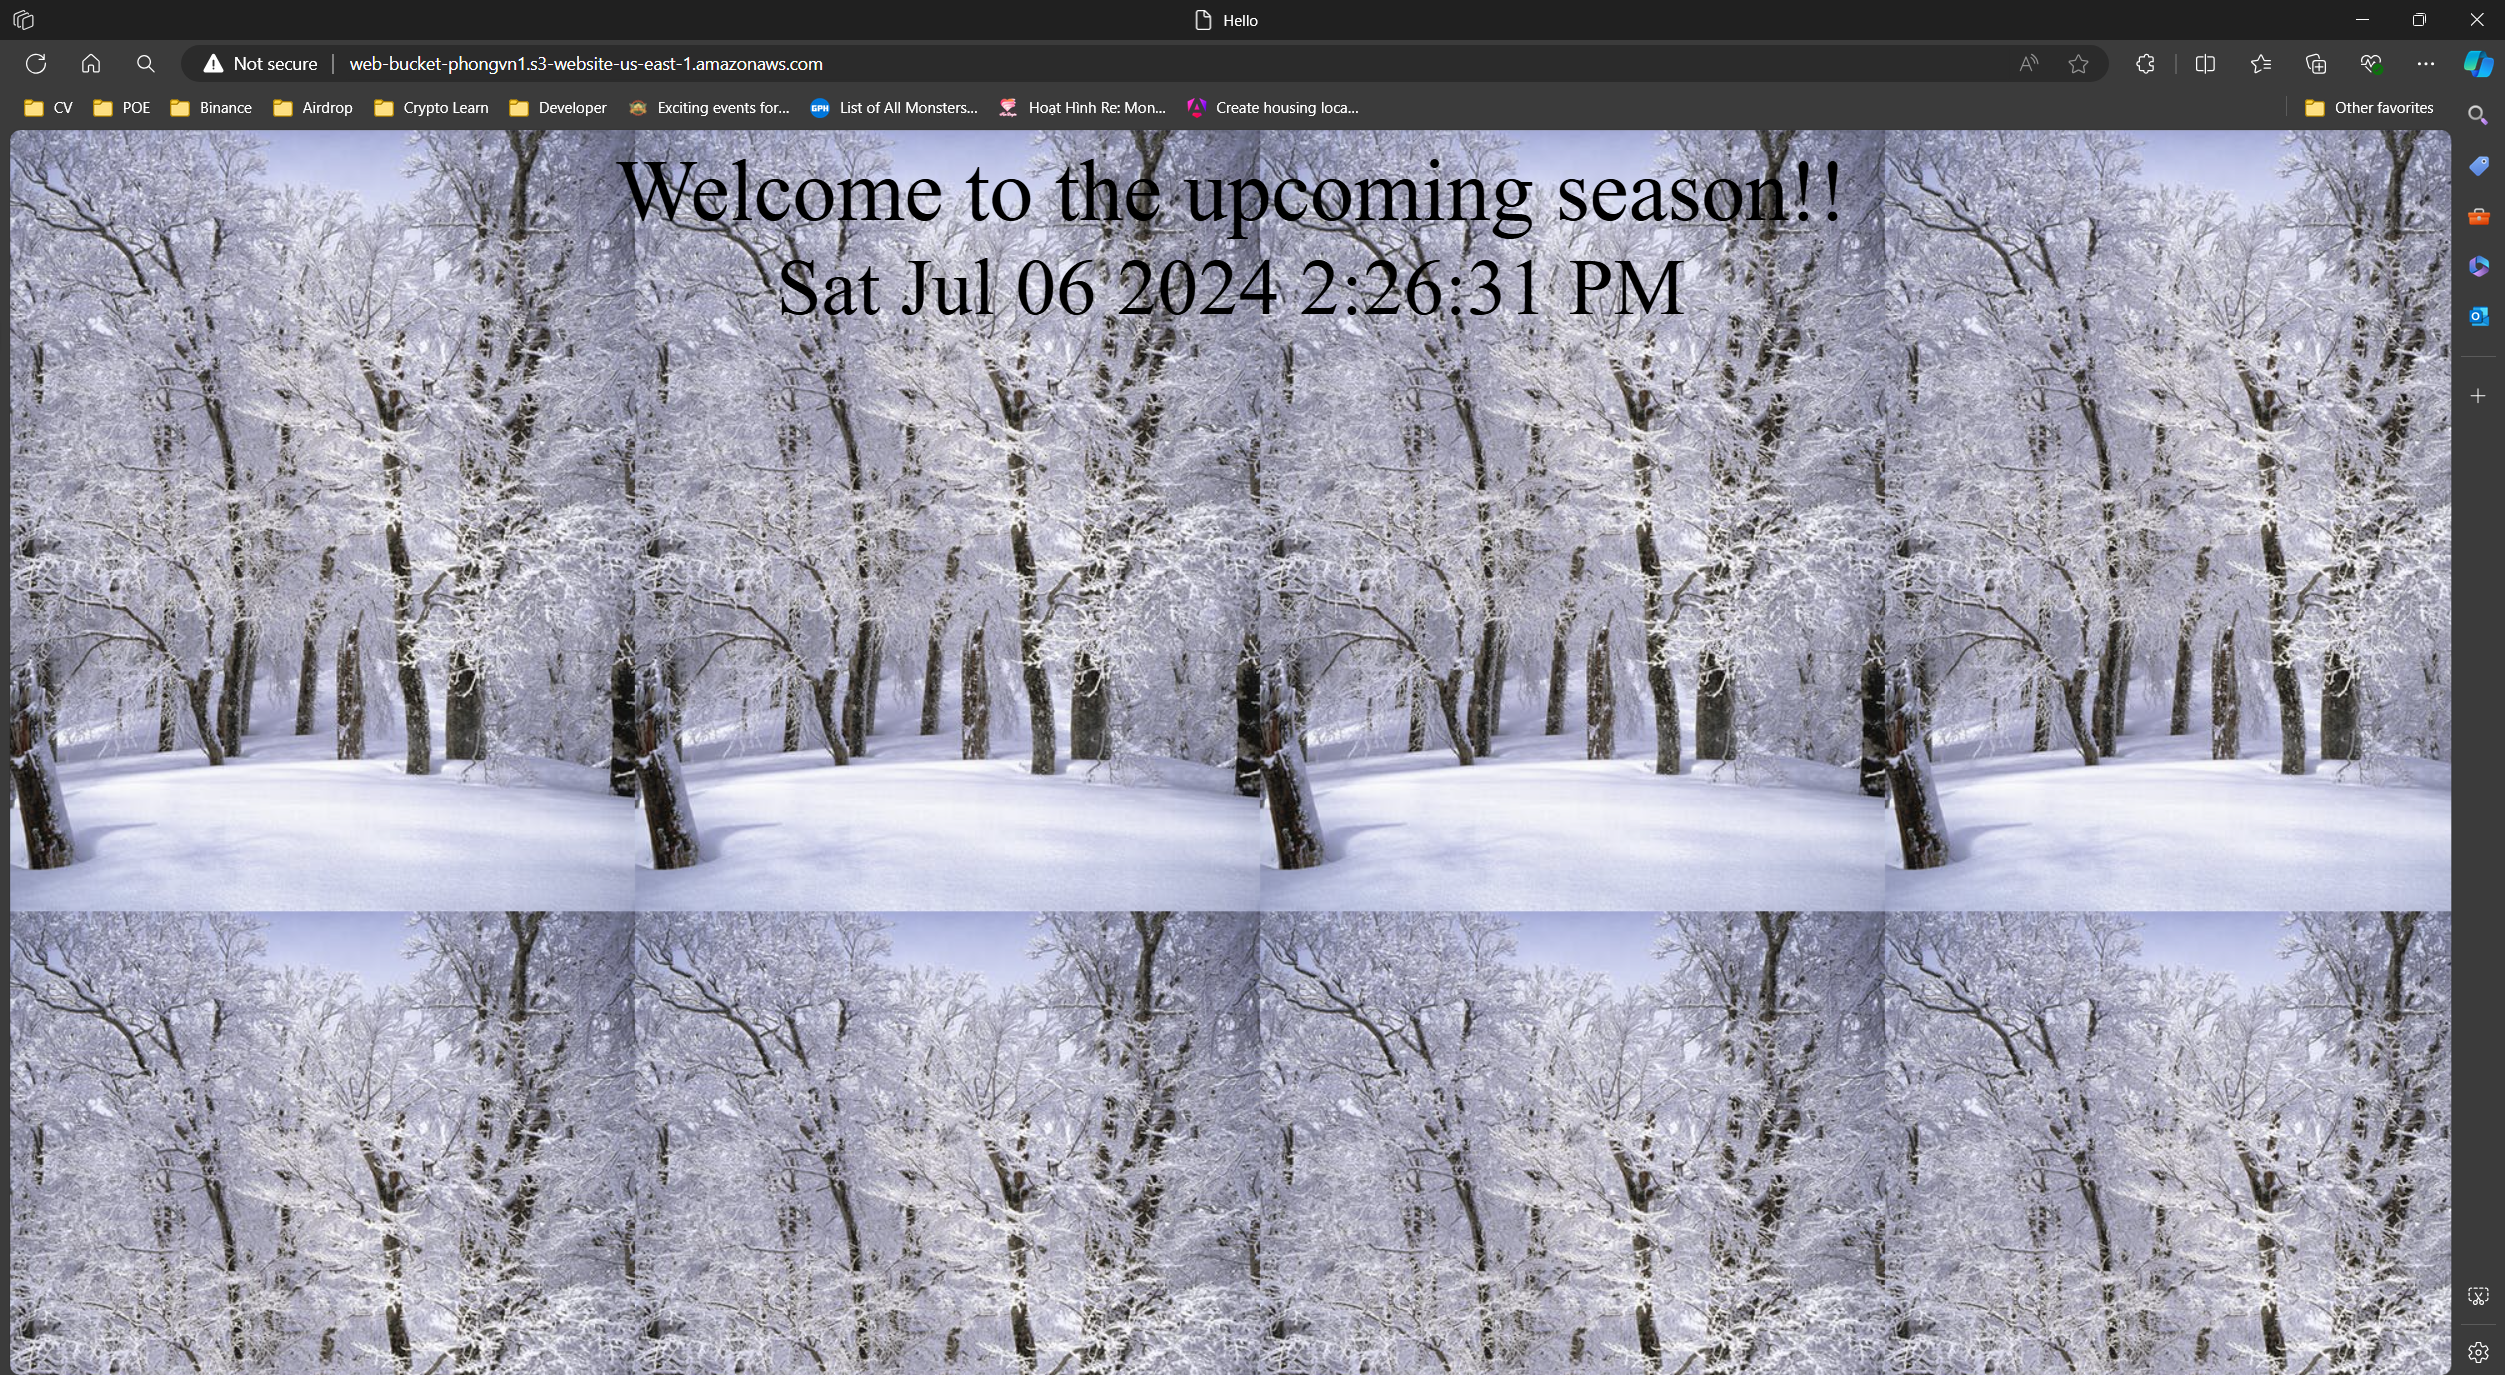 Hello
Not secure
web-bucket-phongvn1.s3-website-us-east-1.amazonaws.com
CV
POE
Binance
Airdrop
Crypto Learn
Developer
Exciting events for...
List of All Monsters...
Hoạt Hình Re: Mon...
Create housing loca...
Other favorites
Welcome to the upcoming season!!
Sat Jul 06 2024 2:26:31 PM